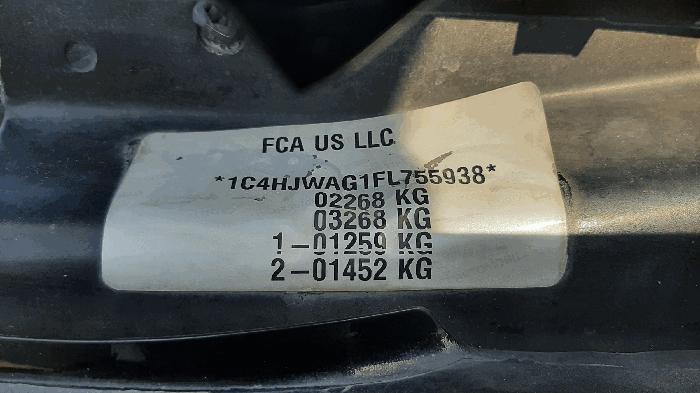 FCA US LLC
*1C4HJWAG1FL755938*
02268 KG
03268 KG
1-01259 KG
2-01452 KG